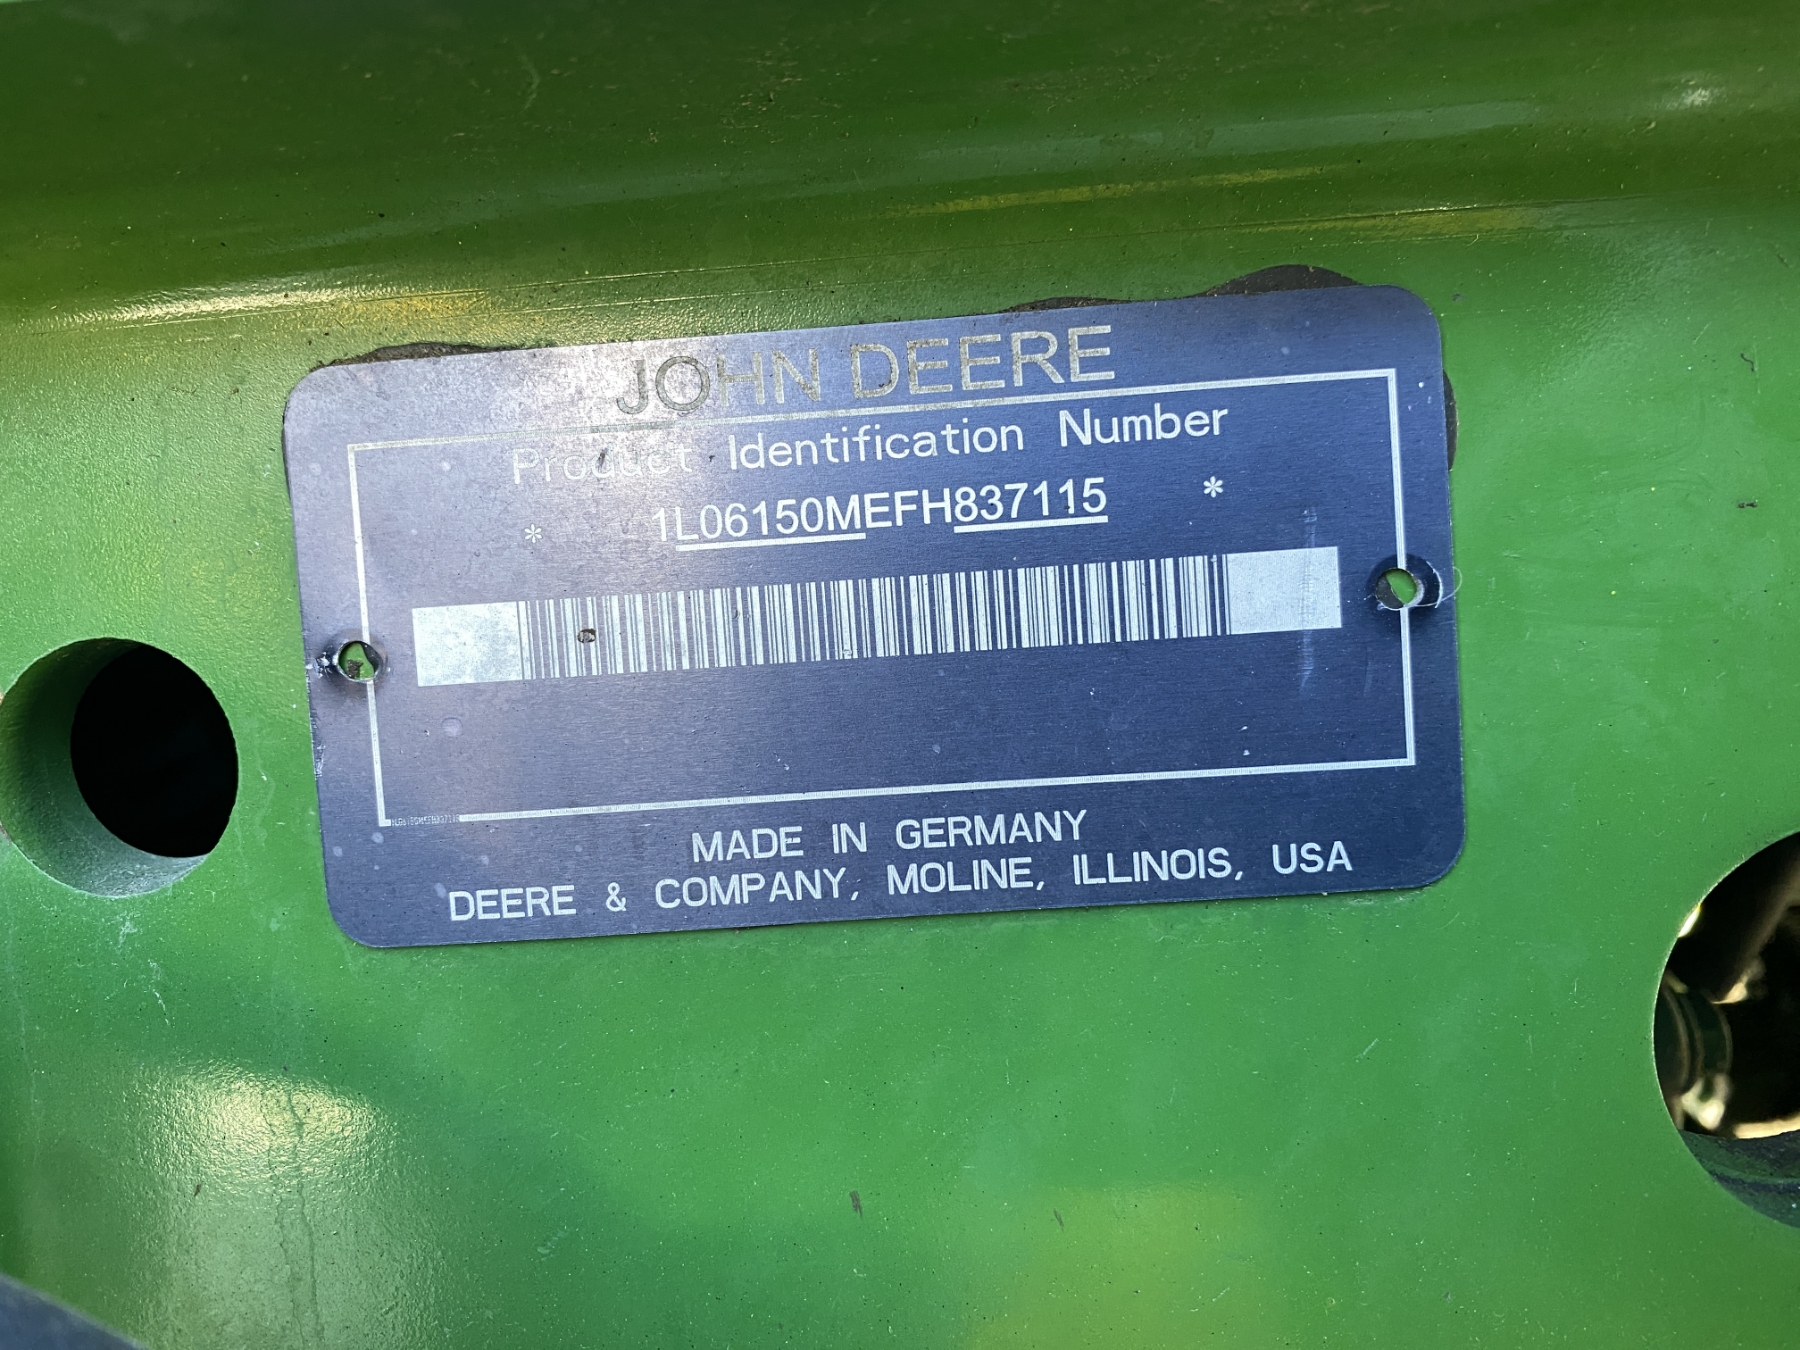 JOHN DEERE
Product Identification Number
* 1L06150MEFH837115 *
MADE IN GERMANY
DEERE & COMPANY, MOLINE, ILLINOIS, USA